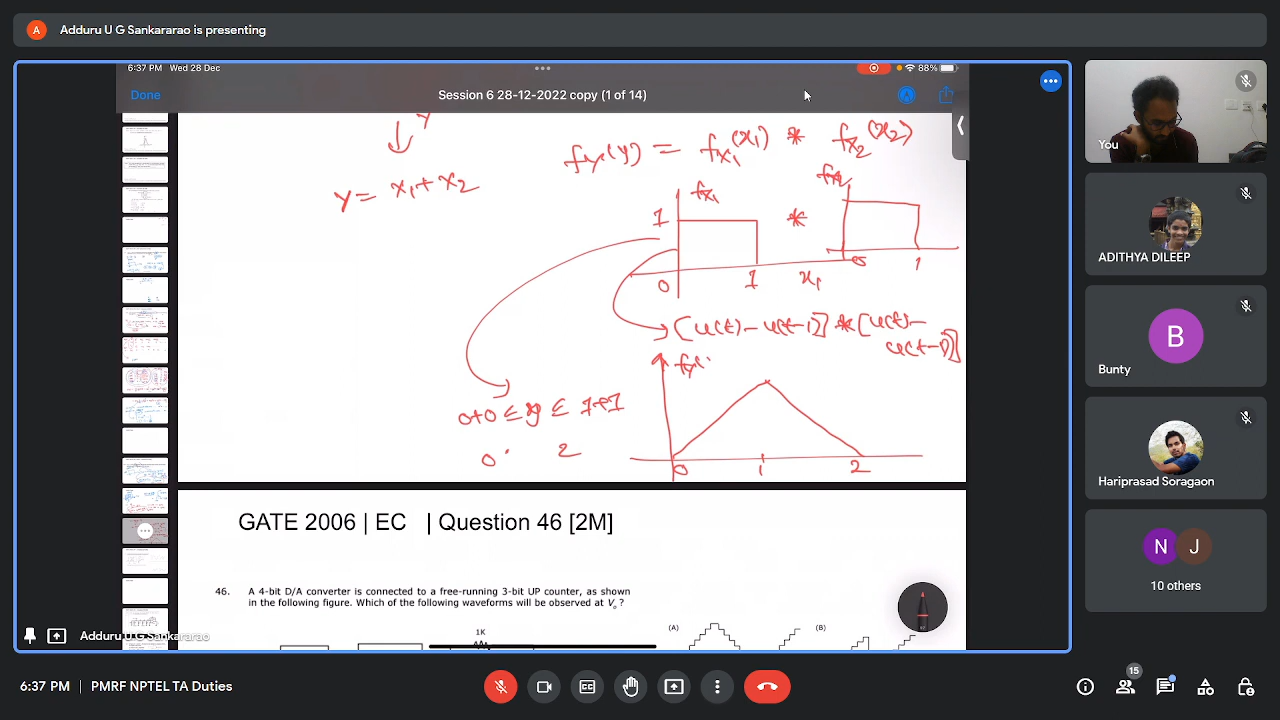 Adduru U G Sankararao is presenting
6:37 PM Wed 28 Dec
88%
Done
Session 6 28-12-2022 copy (1 of 14)
Y
fY(y) = fX1(x1) * fX2(x2)
Y = X1 + X2
fX1 * fX2
1
0 1 x1 0 1
[u(t) - u(t-1)] * [u(t) -
u(t-1)]
0+0 ≤ y ≤ 1+1
0 2
0 1 2
GATE 2006 | EC | Question 46 [2M]
46. A 4-bit D/A converter is connected to a free-running 3-bit UP counter, as shown
in the following figure. Which of the following waveforms will be observed at Vo ?
1K
(A) (B)
Adduru U G Sankararao
You
ADITHYA DILEEP
B
Bunty
Hariprasad Soragaon
N J
10 others
A
6:37 PM | PMRF NPTEL TA Duties
15